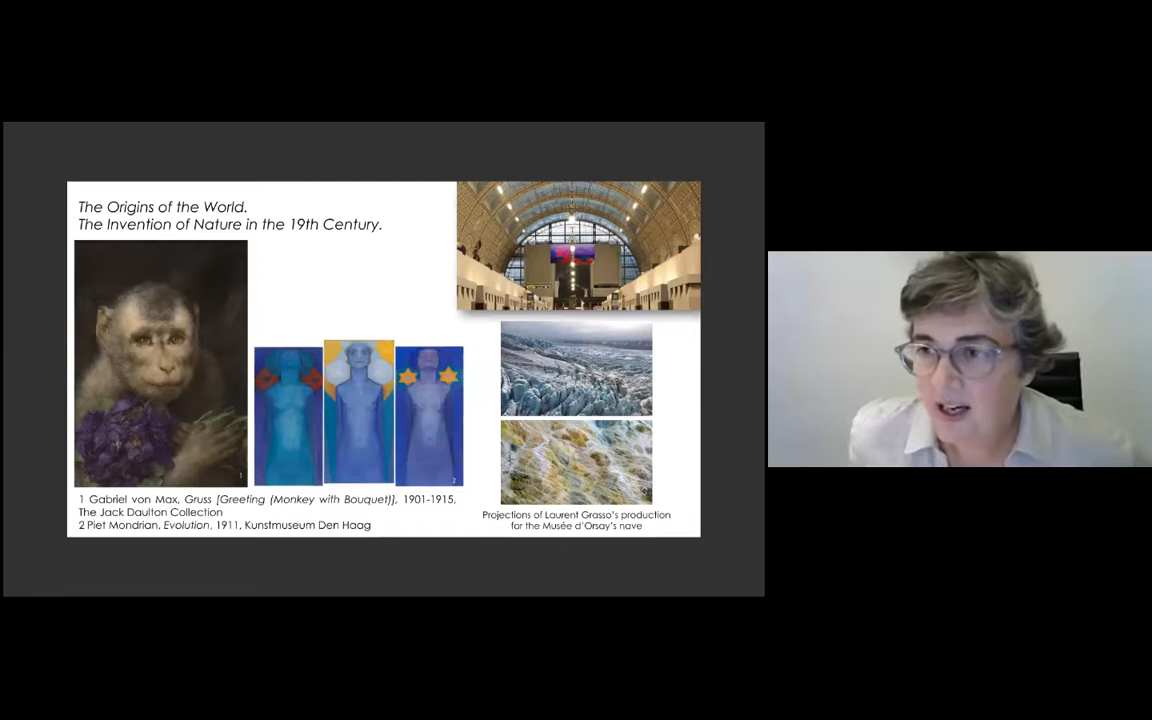 The Origins of the World.
The Invention of Nature in the 19th Century.
1
2
1 Gabriel von Max, Gruss [Greeting (Monkey with Bouquet)], 1901-1915,
The Jack Daulton Collection
2 Piet Mondrian, Evolution, 1911, Kunstmuseum Den Haag
Projections of Laurent Grasso's production
for the Musée d'Orsay's nave